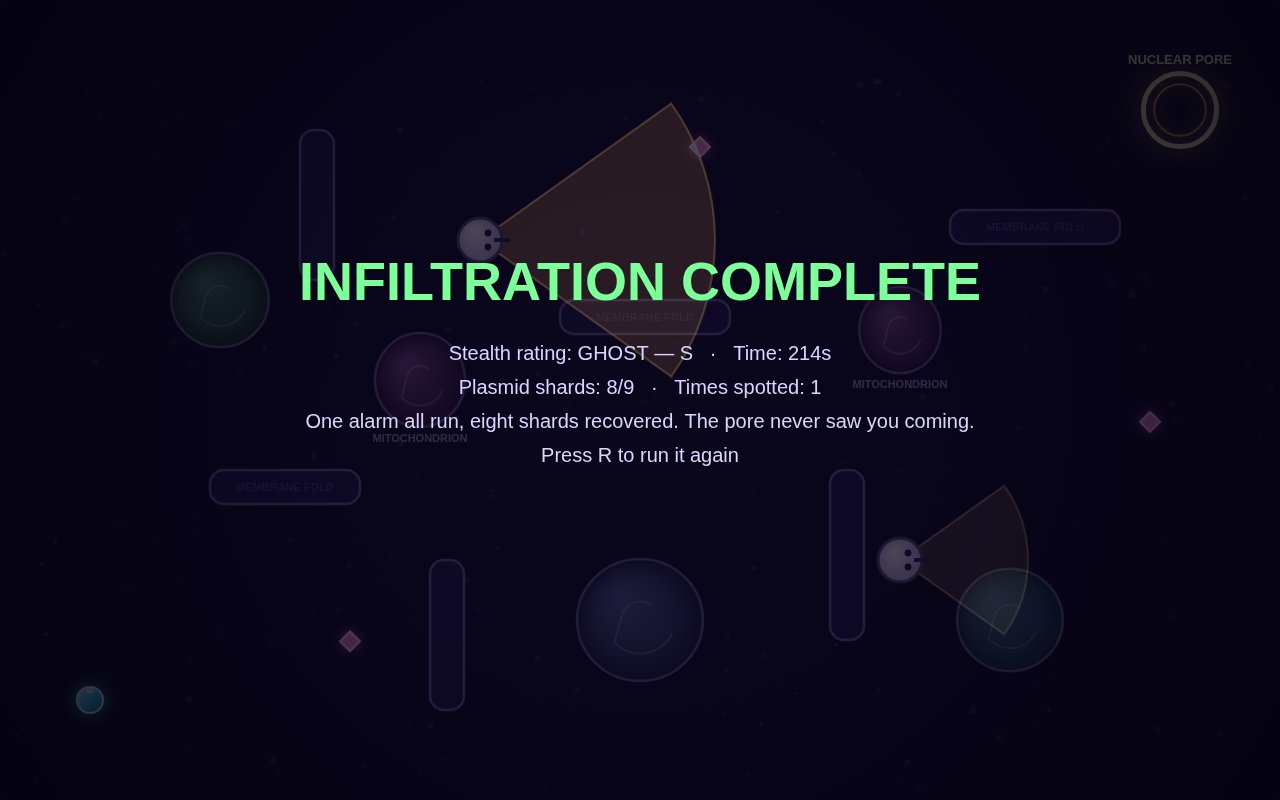 NUCLEAR PORE
MEMBRANE FOLD
INFILTRATION COMPLETE
MEMBRANE FOLD
Stealth rating: GHOST — S · Time: 214s
MITOCHONDRION
Plasmid shards: 8/9 · Times spotted: 1
One alarm all run, eight shards recovered. The pore never saw you coming.
MITOCHONDRION
Press R to run it again
MEMBRANE FOLD